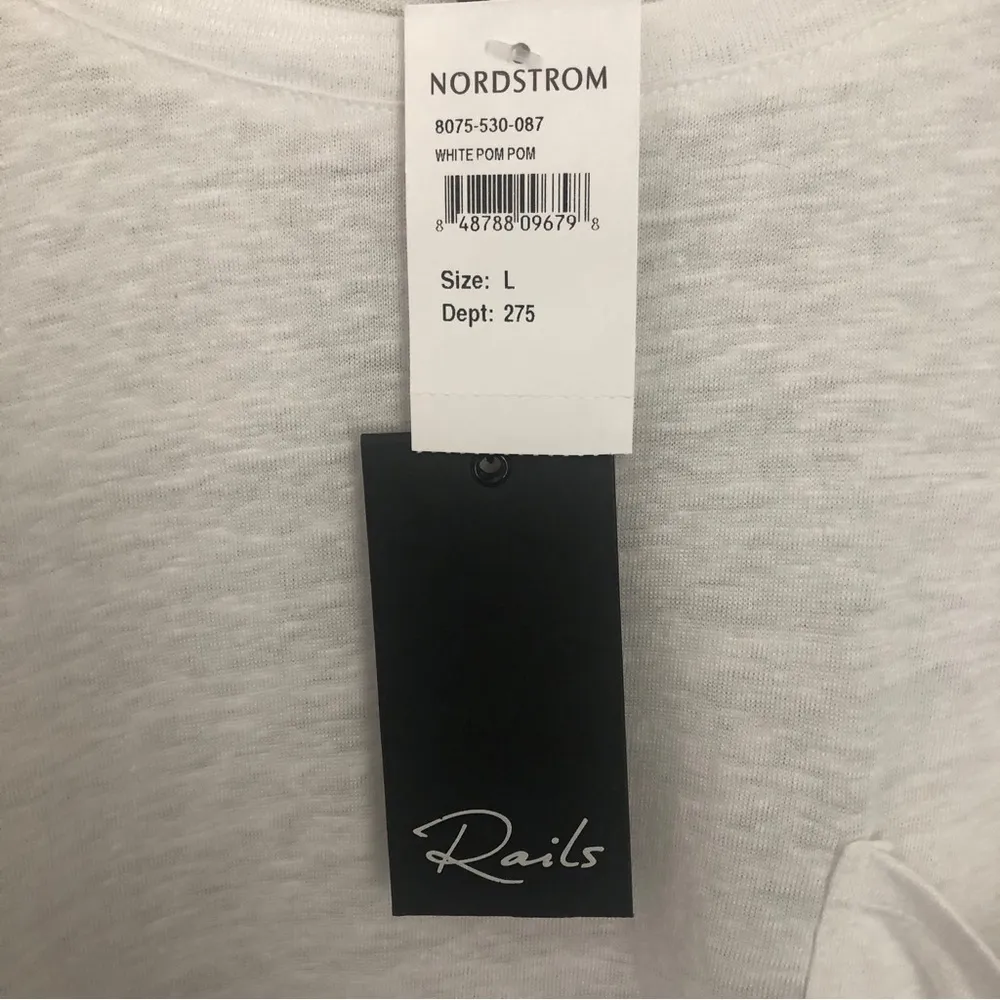 NORDSTROM
8075-530-087
WHITE POM POM
8 48788 09679 8
Size: L
Dept: 275
Rails